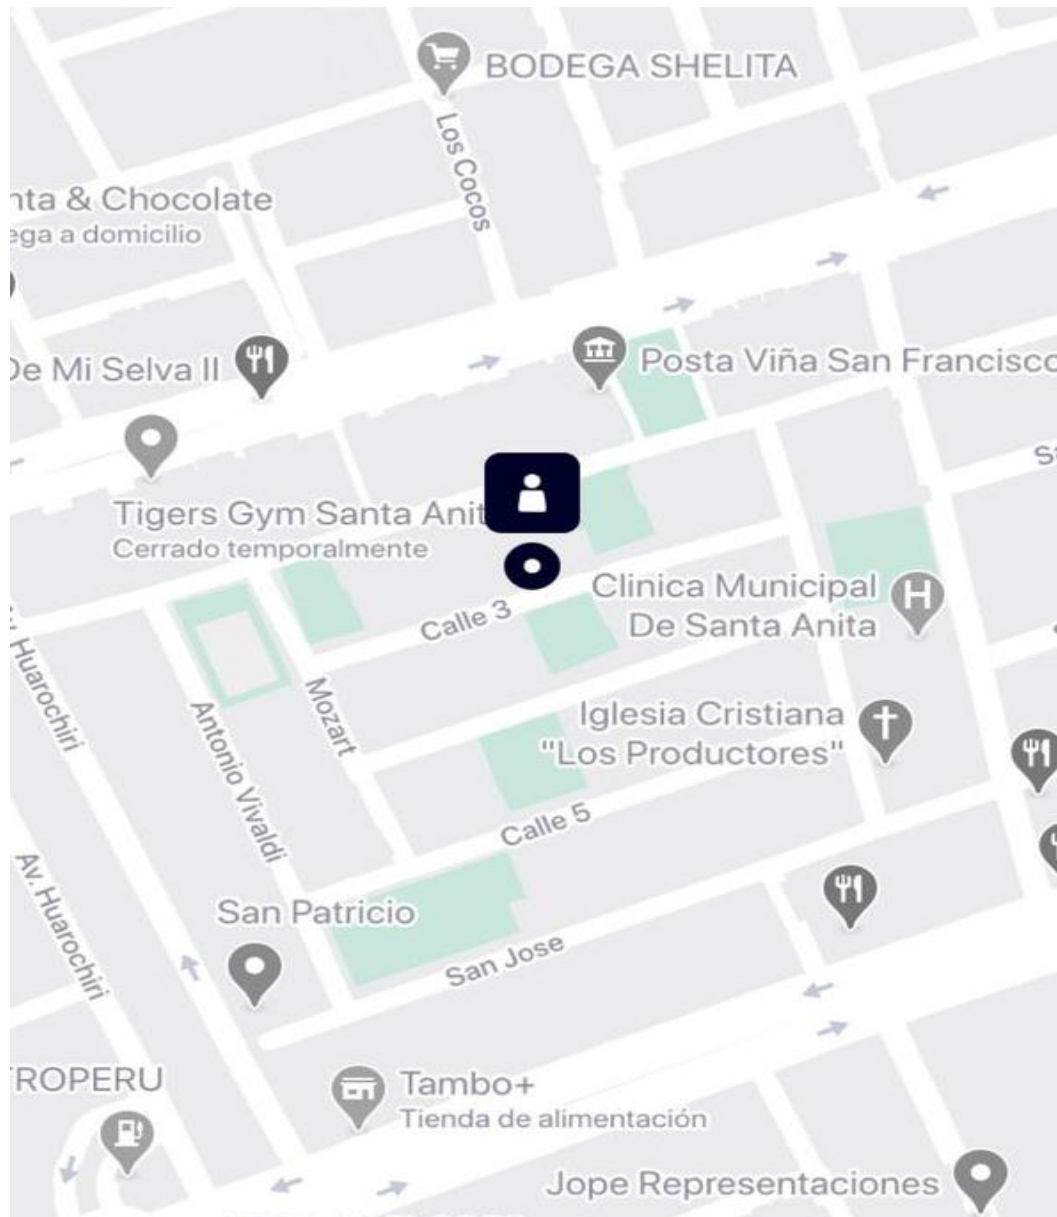 BODEGA SHELITA
Los Cocos
nta & Chocolate
ega a domicilio
De Mi Selva II
Posta Viña San Francisco
Tigers Gym Santa Anit
Cerrado temporalmente
Calle 3
Clinica Municipal
De Santa Anita
Huarochiri
Mozart
Antonio Vivaldi
Iglesia Cristiana
"Los Productores"
Calle 5
Av. Huarochiri
San Patricio
San Jose
ROPERU
Tambo+
Tienda de alimentación
Jope Representaciones